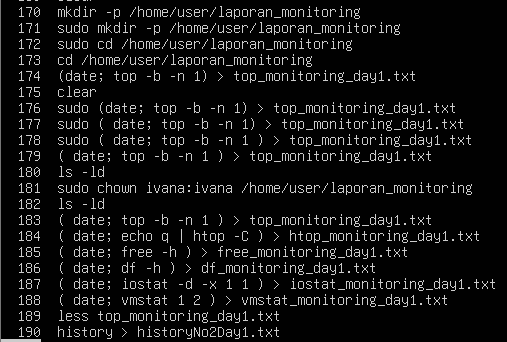 170 mkdir -p /home/user/laporan_monitoring
171 sudo mkdir -p /home/user/laporan_monitoring
172 sudo cd /home/user/laporan_monitoring
173 cd /home/user/laporan_monitoring
174 (date; top -b -n 1) > top_monitoring_day1.txt
175 clear
176 sudo (date; top -b -n 1) > top_monitoring_day1.txt
177 sudo ( date; top -b -n 1) > top_monitoring_day1.txt
178 sudo ( date; top -b -n 1 ) > top_monitoring_day1.txt
179 ( date; top -b -n 1 ) > top_monitoring_day1.txt
180 ls -ld
181 sudo chown ivana:ivana /home/user/laporan_monitoring
182 ls -ld
183 ( date; top -b -n 1 ) > top_monitoring_day1.txt
184 ( date; echo q | htop -C ) > htop_monitoring_day1.txt
185 ( date; free -h ) > free_monitoring_day1.txt
186 ( date; df -h ) > df_monitoring_day1.txt
187 ( date; iostat -d -x 1 1 ) > iostat_monitoring_day1.txt
188 ( date; vmstat 1 2 ) > vmstat_monitoring_day1.txt
189 less top_monitoring_day1.txt
190 history > historyNo2Day1.txt